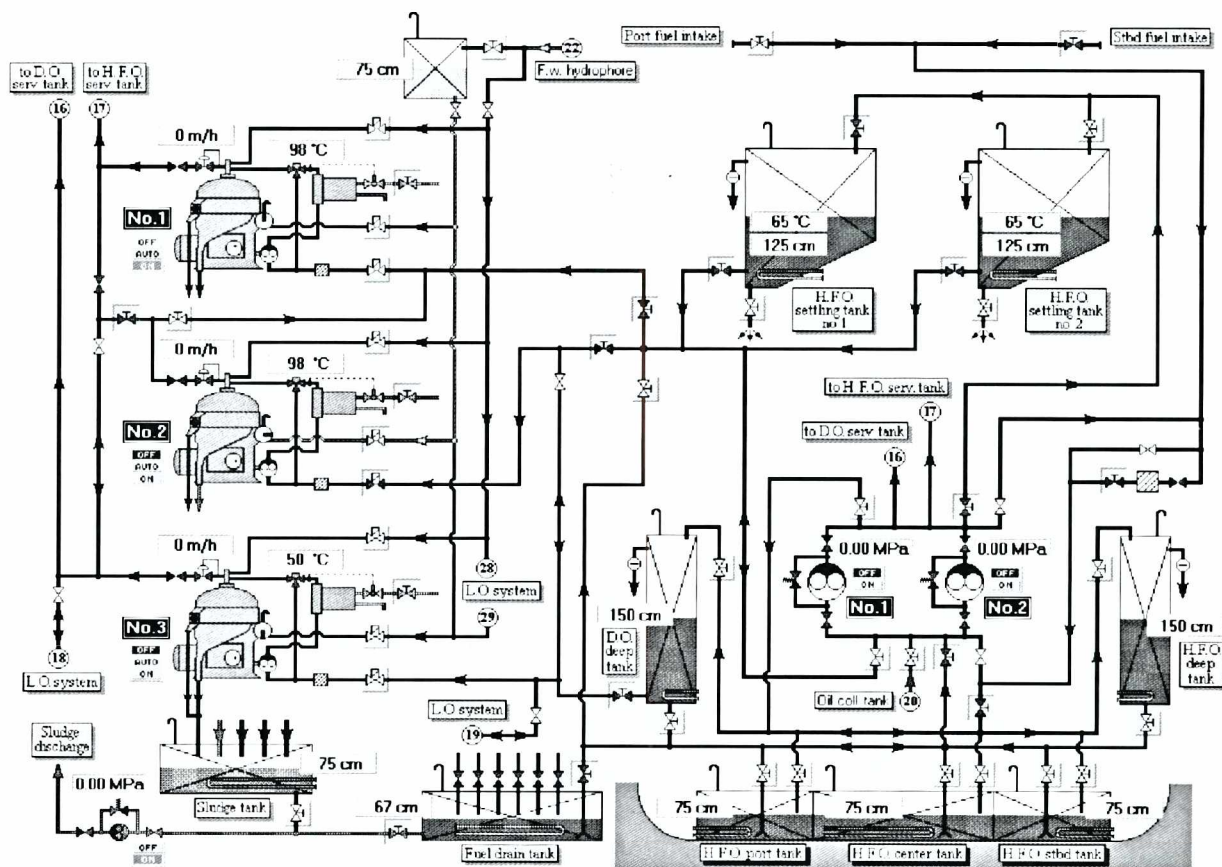 Port fuel intake
Stbd fuel intake
22
F.w. hydrophore
75 cm
to D.O.
serv. tank
to H.F.O.
serv. tank
16
17
0 m/h
98 °C
No.1
OFF
AUTO
ON
65 °C
125 cm
H.F.O.
settling tank
no 1
65 °C
125 cm
H.F.O.
settling tank
no 2
0 m/h
98 °C
No.2
OFF
AUTO
ON
to H.F.O. serv. tank
17
to D.O. serv. tank
16
0 m/h
50 °C
No.3
OFF
AUTO
ON
28
L.O. system
29
0.00 MPa
OFF
ON
No.1
0.00 MPa
OFF
ON
No.2
150 cm
D.O.
deep
tank
150 cm
H.F.O.
deep
tank
18
L.O. system
Oil coll tank
20
L.O. system
19
Sludge
discharge
0.00 MPa
OFF
ON
75 cm
Sludge tank
67 cm
Fuel drain tank
75 cm
75 cm
75 cm
H.F.O. port tank
H.F.O. center tank
H.F.O. stbd tank